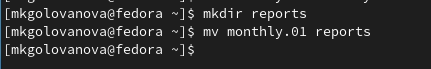 [mkgolovanova@fedora ~]$ mkdir reports
[mkgolovanova@fedora ~]$ mv monthly.01 reports
[mkgolovanova@fedora ~]$